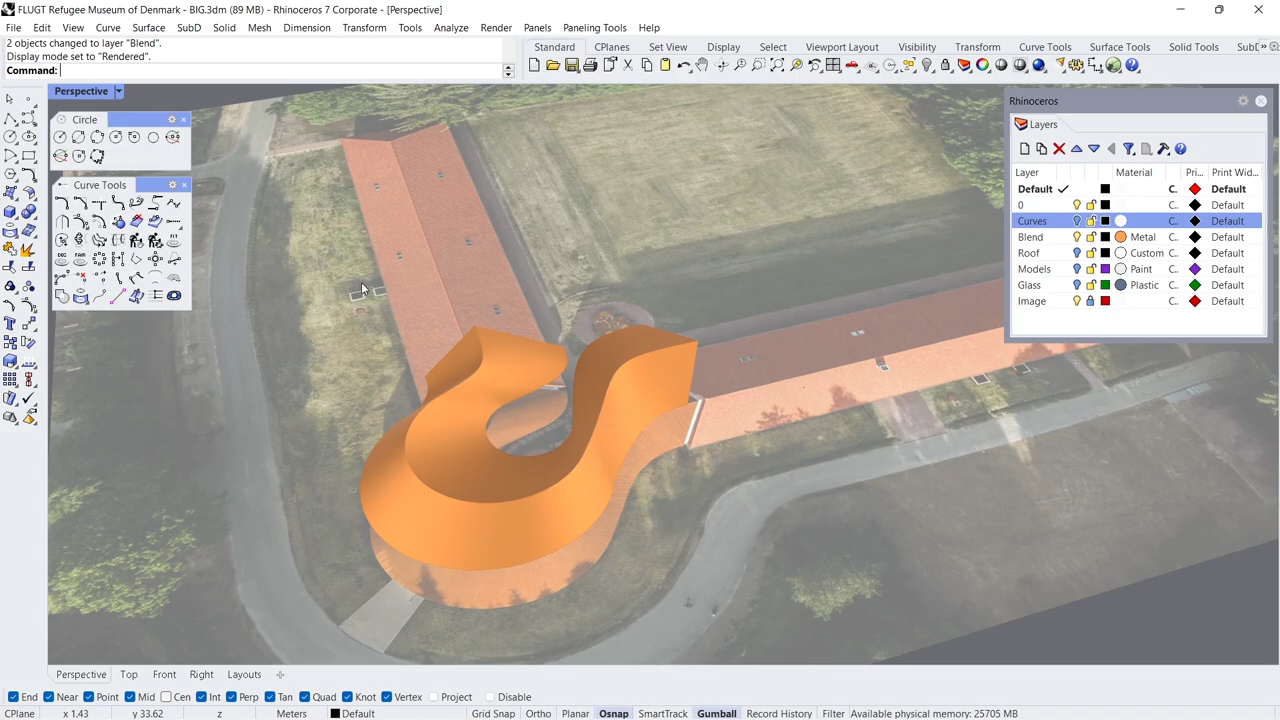 FLUGT Refugee Museum of Denmark - BIG.3dm (89 MB) - Rhinoceros 7 Corporate - [Perspective]
File Edit View Curve Surface SubD Solid Mesh Dimension Transform Tools Analyze Render Panels Paneling Tools Help
2 objects changed to layer "Blend".
Display mode set to "Rendered".
Command:
Standard CPlanes Set View Display Select Viewport Layout Visibility Transform Curve Tools Surface Tools Solid Tools SubD »
Perspective
Circle
Curve Tools
Rhinoceros
Layers
Layer Material Pri... Print Wid...
Default C.. Default
0 C.. Default
Curves C.. Default
Blend Metal C.. Default
Roof Custom C.. Default
Models Paint C.. Default
Glass Plastic C.. Default
Image C.. Default
Perspective Top Front Right Layouts
End Near Point Mid Cen Int Perp Tan Quad Knot Vertex Project Disable
CPlane x 1.43 y 33.62 z Meters Default Grid Snap Ortho Planar Osnap SmartTrack Gumball Record History Filter Available physical memory: 25705 MB